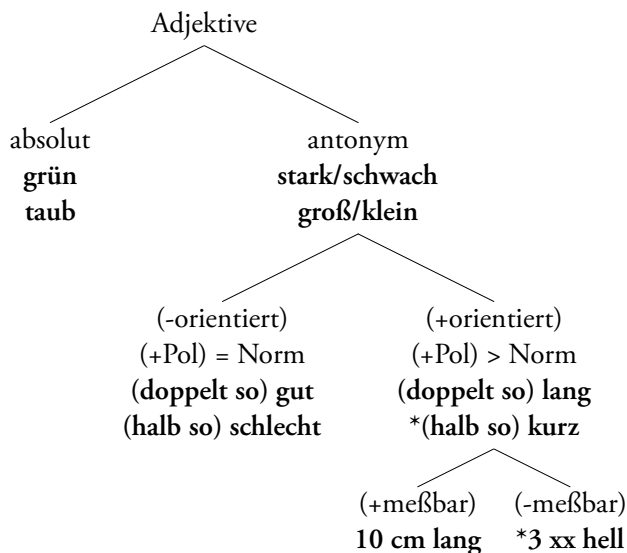 Adjektive
absolut
grün
taub
antonym
stark/schwach
groß/klein
(-orientiert)
(+Pol) = Norm
(doppelt so) gut
(halb so) schlecht
(+orientiert)
(+Pol) > Norm
(doppelt so) lang
*(halb so) kurz
(+meßbar)
10 cm lang
(-meßbar)
*3 xx hell